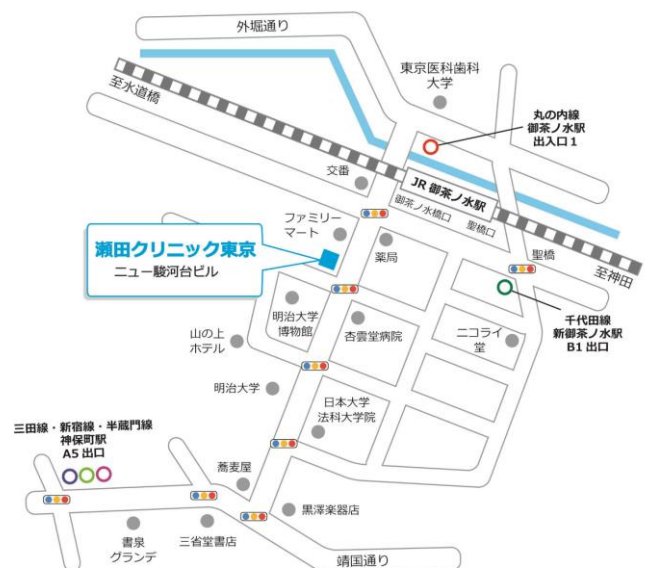 外堀通り
東京医科歯科
大学
至水道橋
丸の内線
御茶ノ水駅
出入口1
交番
JR 御茶ノ水駅
御茶ノ水橋口
聖橋口
ファミリー
マート
薬局
聖橋
至神田
瀬田クリニック東京
ニュー駿河台ビル
明治大学
博物館
杏雲堂病院
ニコライ
堂
千代田線
新御茶ノ水駅
B1 出口
山の上
ホテル
明治大学
日本大学
法科大学院
三田線・新宿線・半蔵門線
神保町駅
A5 出口
蕎麦屋
黒澤楽器店
書泉
グランデ
三省堂書店
靖国通り